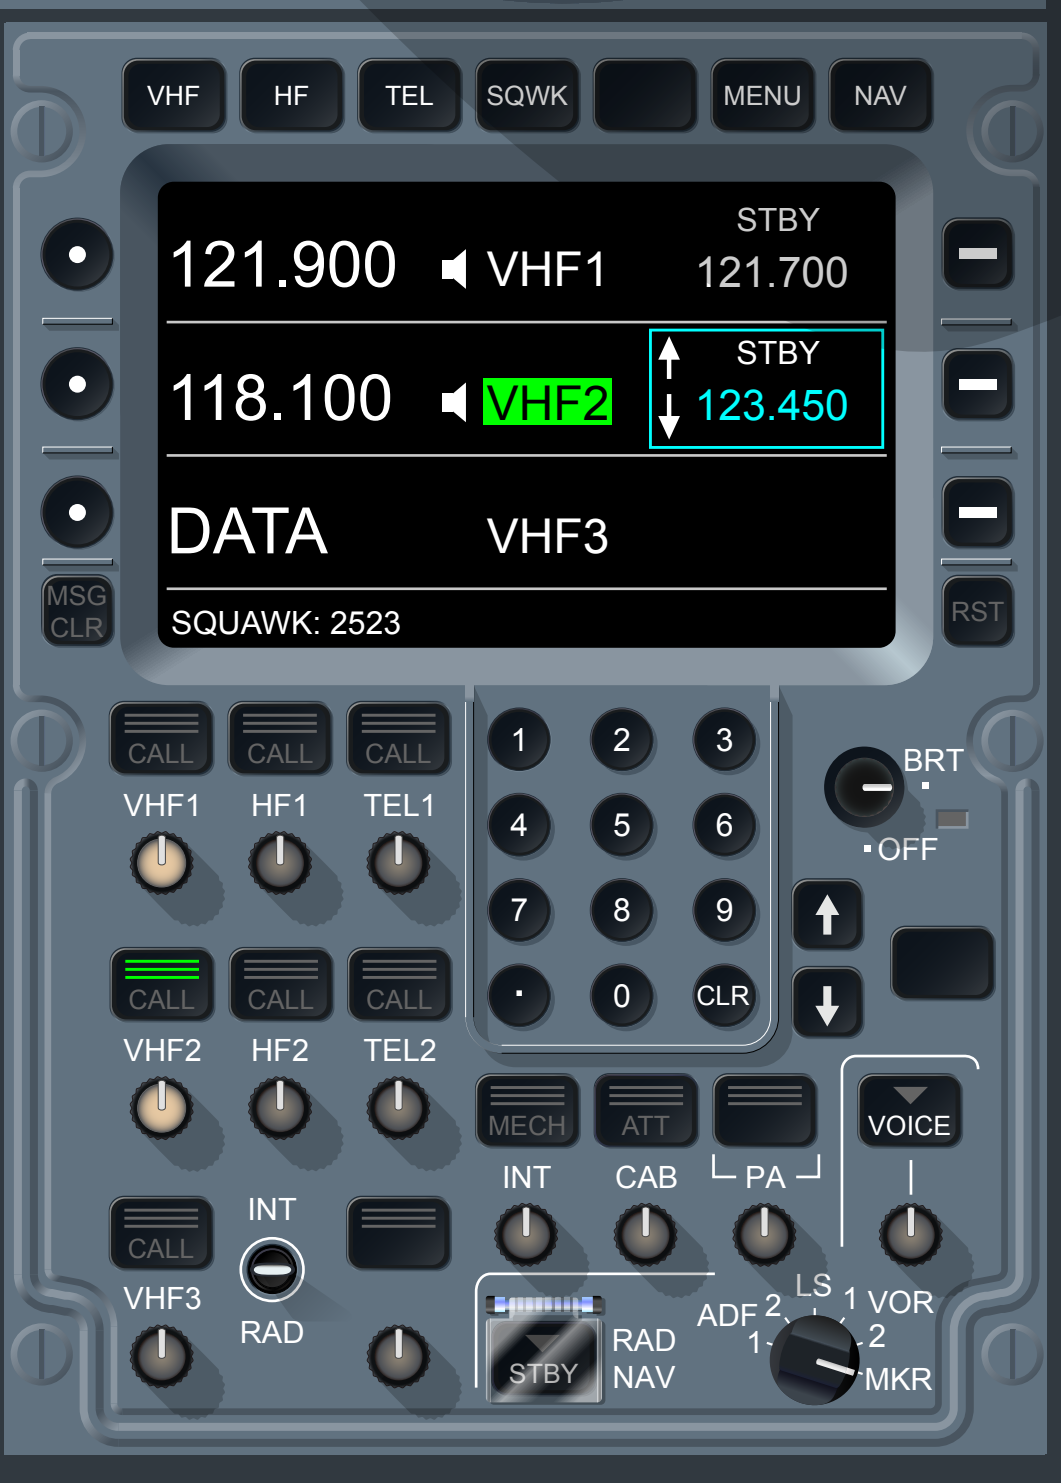 VHF HF TEL SQWK MENU NAV
STBY
121.900 VHF1 121.700
STBY
118.100 VHF2 123.450
DATA VHF3
SQUAWK: 2523
MSG
CLR
RST
CALL CALL CALL
VHF1 HF1 TEL1
1 2 3
4 5 6
7 8 9
. 0 CLR
BRT
OFF
CALL CALL CALL
VHF2 HF2 TEL2
MECH ATT
VOICE
INT CAB PA
CALL
VHF3
INT
RAD
STBY
RAD
NAV
LS
ADF 2 1 VOR
1 2
MKR